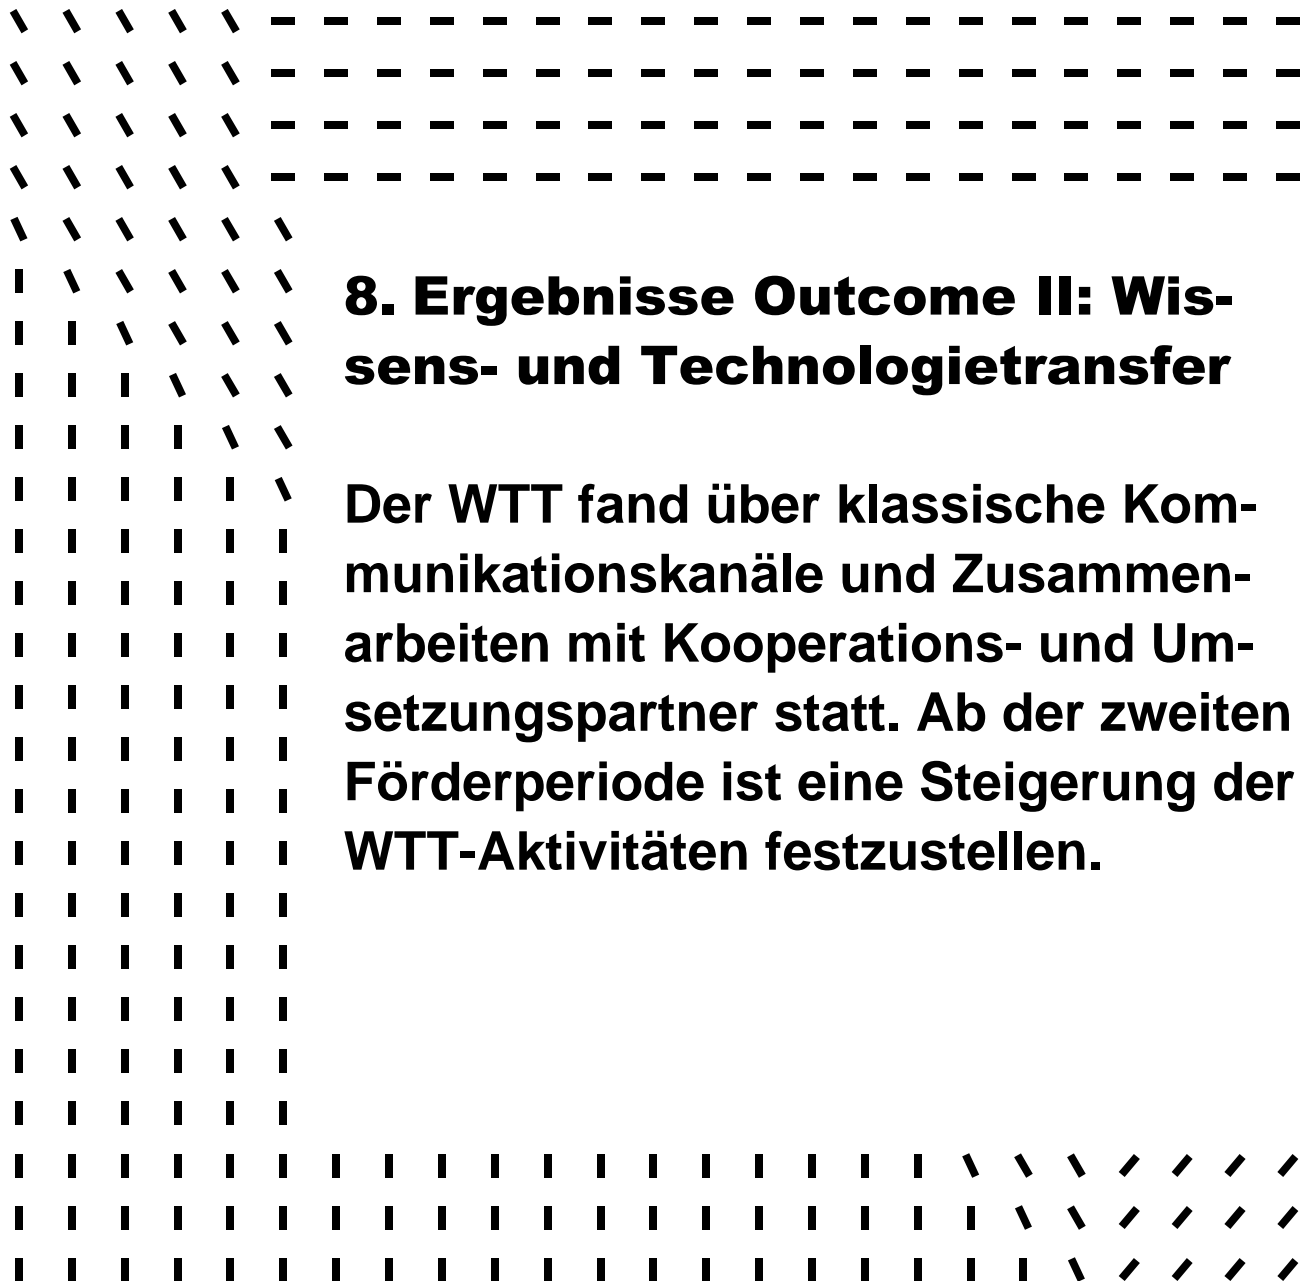 8. Ergebnisse Outcome II: Wis-
sens- und Technologietransfer
Der WTT fand über klassische Kom-
munikationskanäle und Zusammen-
arbeiten mit Kooperations- und Um-
setzungspartner statt. Ab der zweiten
Förderperiode ist eine Steigerung der
WTT-Aktivitäten festzustellen.